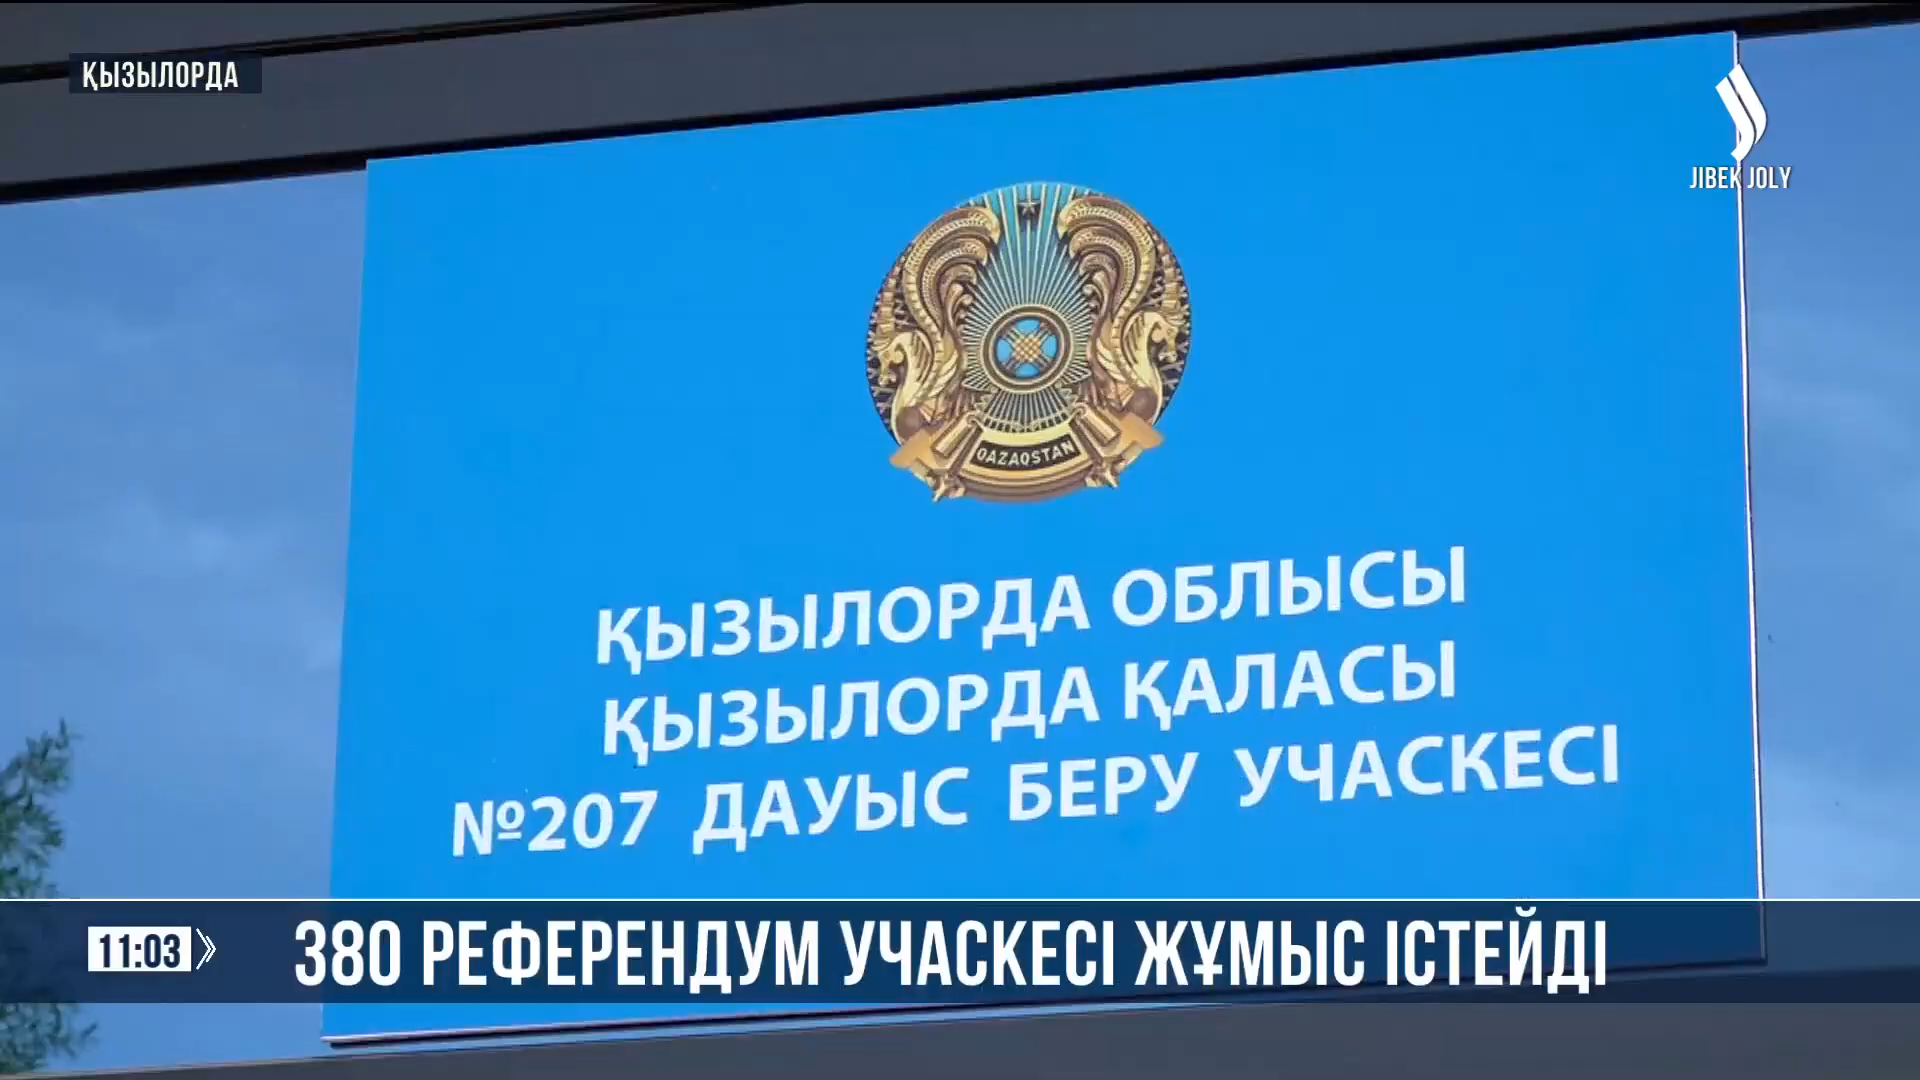 ҚЫЗЫЛОРДА
JIBEK JOLY
QAZAQSTAN
ҚЫЗЫЛОРДА ОБЛЫСЫ
ҚЫЗЫЛОРДА ҚАЛАСЫ
№207 ДАУЫС БЕРУ УЧАСКЕСІ
11:03
380 РЕФЕРЕНДУМ УЧАСКЕСІ ЖҰМЫС ІСТЕЙДІ